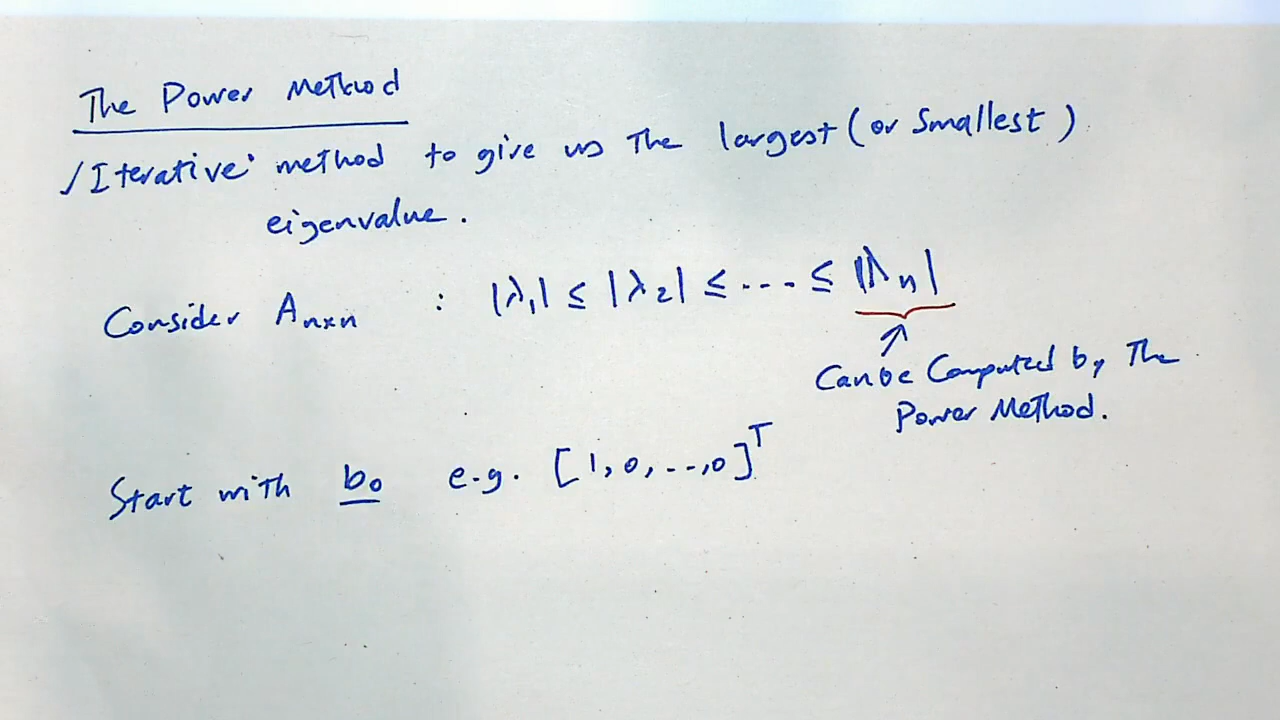 The Power Method
/Iterative' method to give us the largest (or smallest)
eigenvalue.
Consider Aₙₓₙ : |λ₁| ≤ |λ₂| ≤ --- ≤ |λₙ|
Can be Computed by The
Power Method.
Start with b₀ e.g. [1, 0, ..., 0]ᵀ